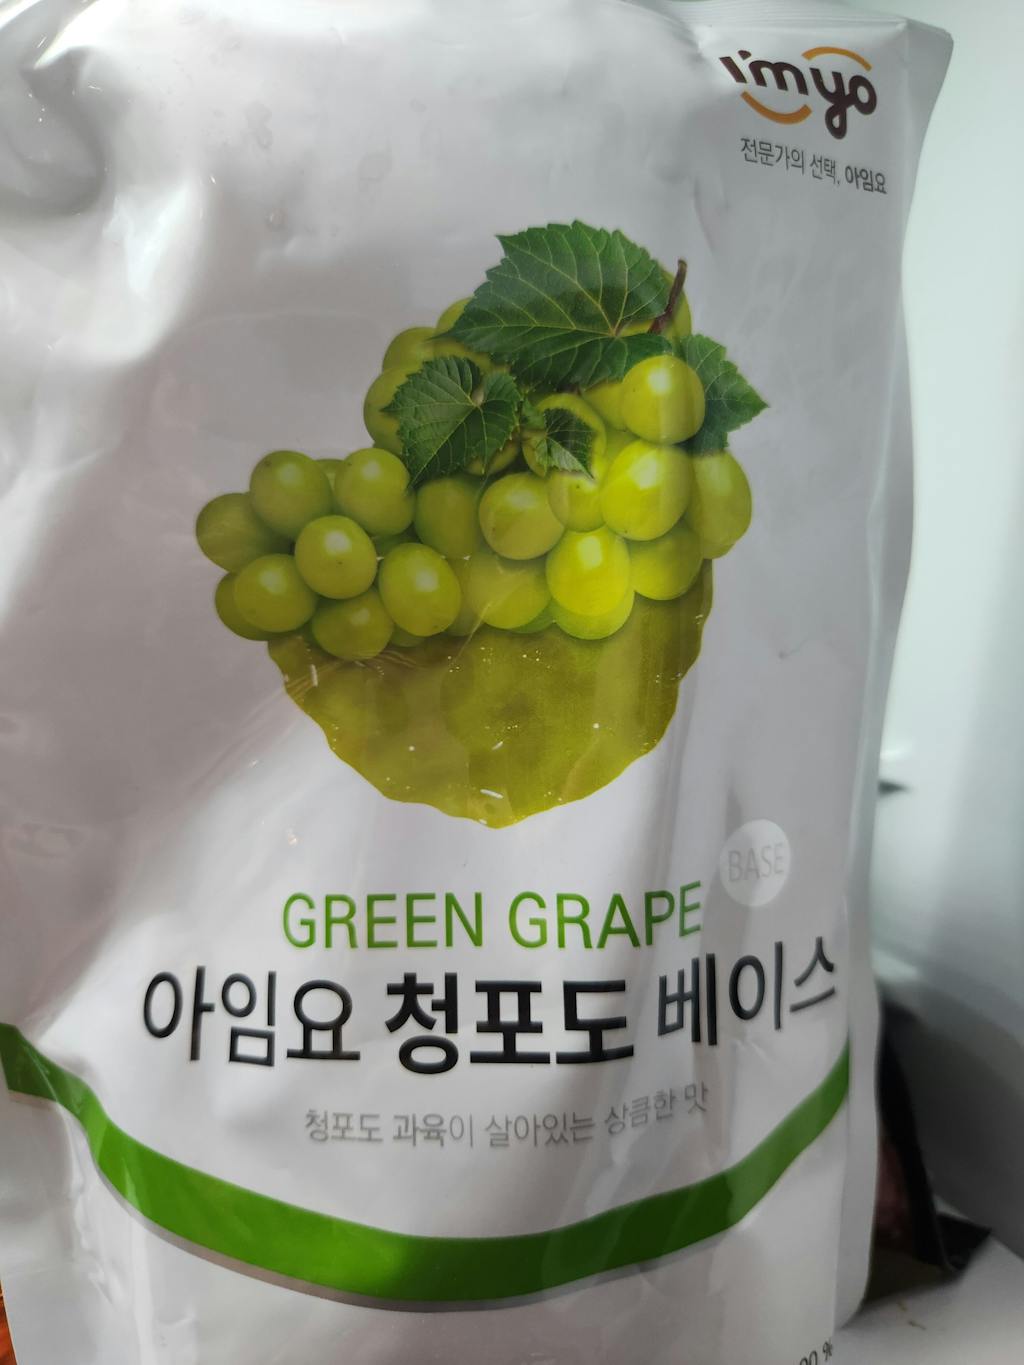 I'm yo
전문가의 선택, 아임요
BASE
GREEN GRAPE
아임요 청포도 베이스
청포도 과육이 살아있는 상큼한 맛